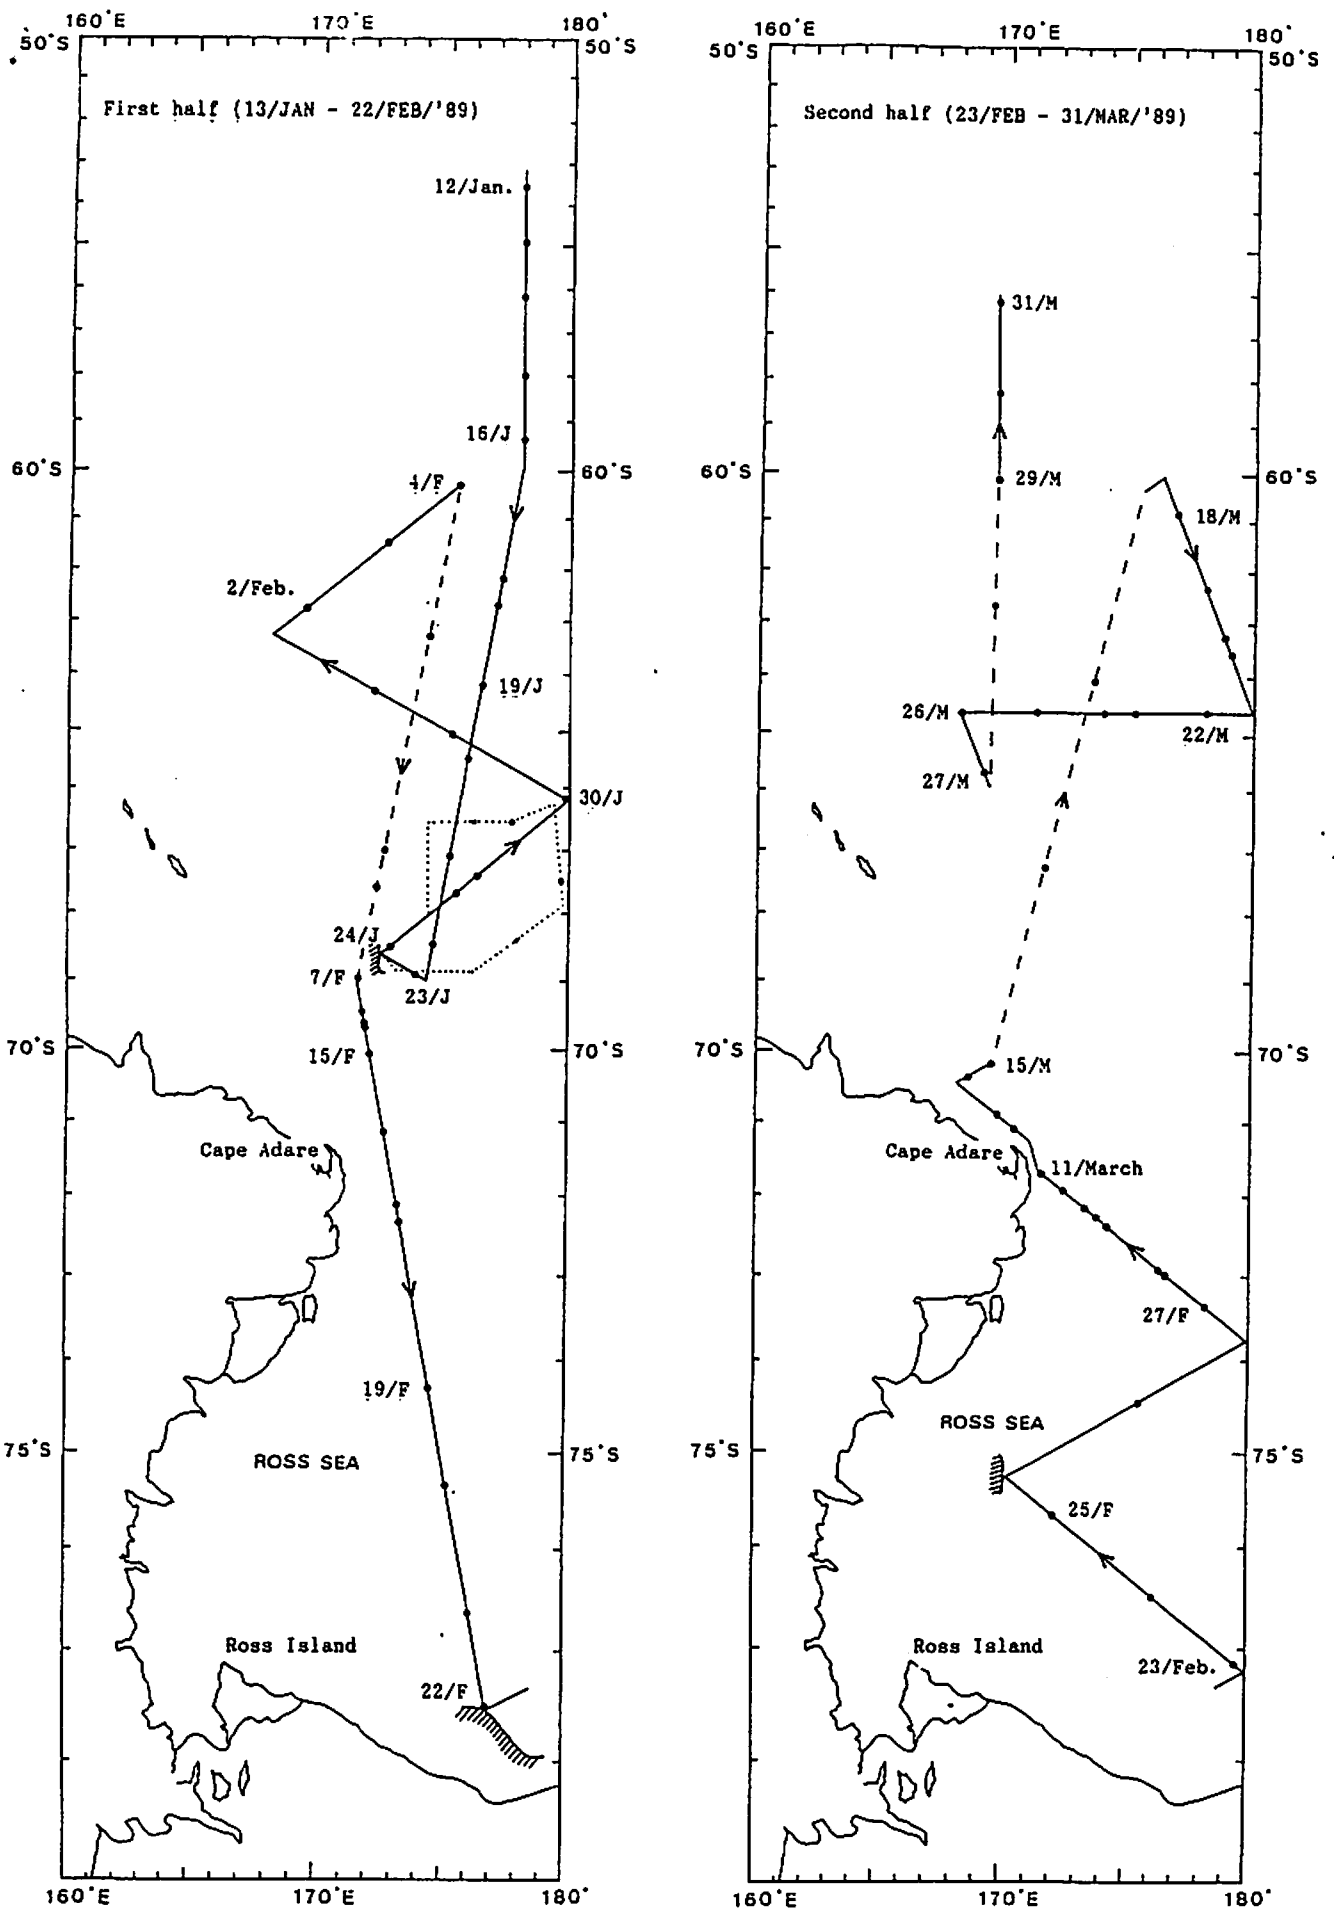 160°E 170°E 180°
50°S 50°S
First half (13/JAN - 22/FEB/'89)
12/Jan.
16/J
60°S 60°S
4/F
2/Feb.
19/J
30/J
24/J
7/F
23/J
70°S 70°S
15/F
Cape Adare
19/F
75°S 75°S
ROSS SEA
Ross Island
22/F
160°E 170°E 180°
160°E 170°E 180°
50°S 50°S
Second half (23/FEB - 31/MAR/'89)
31/M
60°S 60°S
29/M
18/M
26/M
22/M
27/M
70°S 70°S
15/M
Cape Adare
11/March
27/F
ROSS SEA
75°S 75°S
25/F
Ross Island
23/Feb.
160°E 170°E 180°